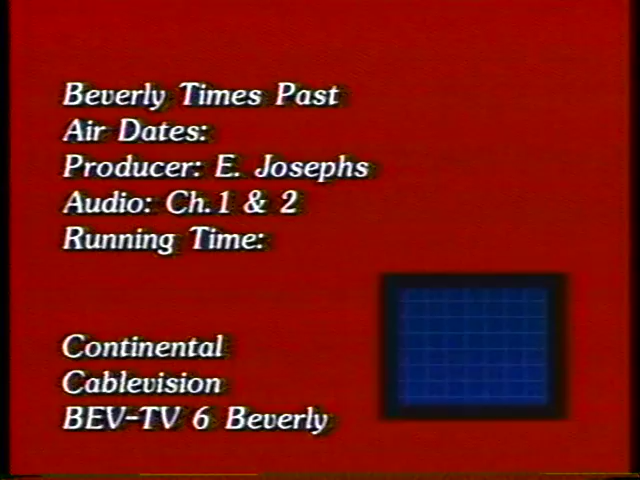 Beverly Times Past
Air Dates:
Producer: E. Josephs
Audio: Ch.1 & 2
Running Time:
Continental
Cablevision
BEV-TV 6 Beverly